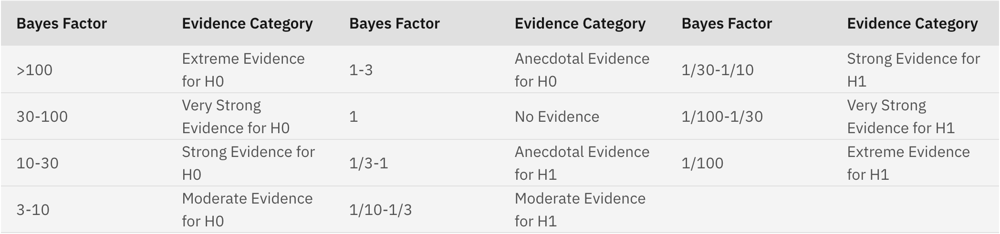 Bayes Factor Evidence Category Bayes Factor Evidence Category Bayes Factor Evidence Category
>100 Extreme Evidence for H0 1-3 Anecdotal Evidence for H0 1/30-1/10 Strong Evidence for H1
30-100 Very Strong Evidence for H0 1 No Evidence 1/100-1/30 Very Strong Evidence for H1
10-30 Strong Evidence for H0 1/3-1 Anecdotal Evidence for H1 1/100 Extreme Evidence for H1
3-10 Moderate Evidence for H0 1/10-1/3 Moderate Evidence for H1